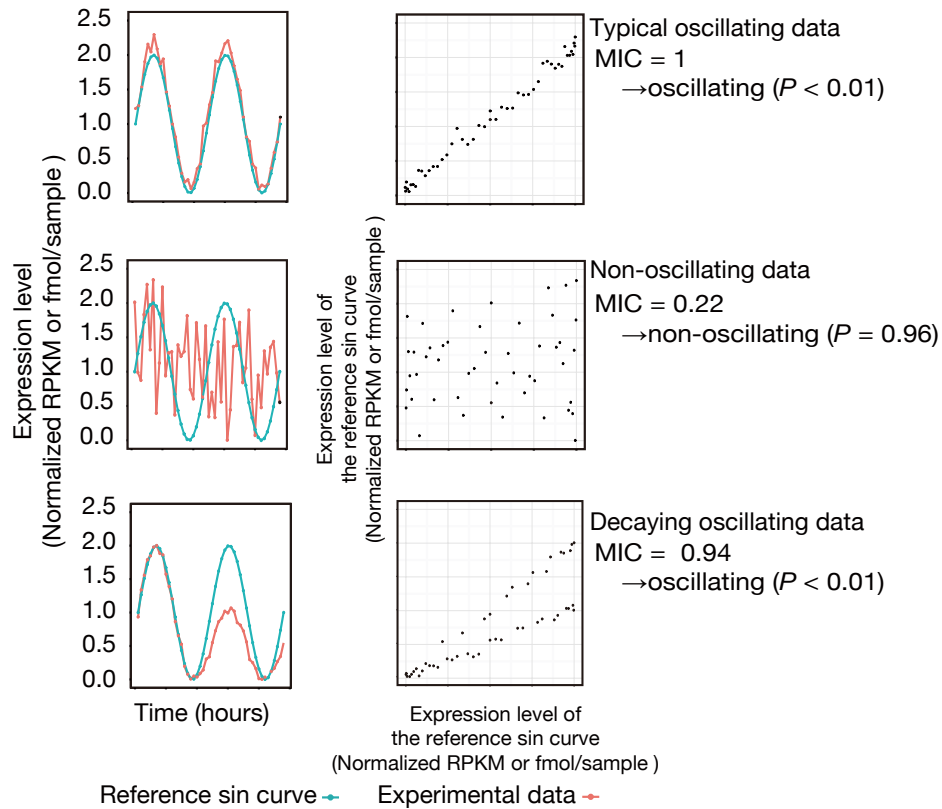 Expression level
(Normalized RPKM or fmol/sample )
2.5
2.0
1.5
1.0
0.5
0.0
2.5
2.0
1.5
1.0
0.5
0.0
2.5
2.0
1.5
1.0
0.5
0.0
Time (hours)
Expression level of
the reference sin curve
(Normalized RPKM or fmol/sample )
Typical oscillating data
MIC = 1
→oscillating (P < 0.01)
Non-oscillating data
MIC = 0.22
→non-oscillating (P = 0.96)
Decaying oscillating data
MIC = 0.94
→oscillating (P < 0.01)
Expression level of
the reference sin curve
(Normalized RPKM or fmol/sample )
Reference sin curve
Experimental data